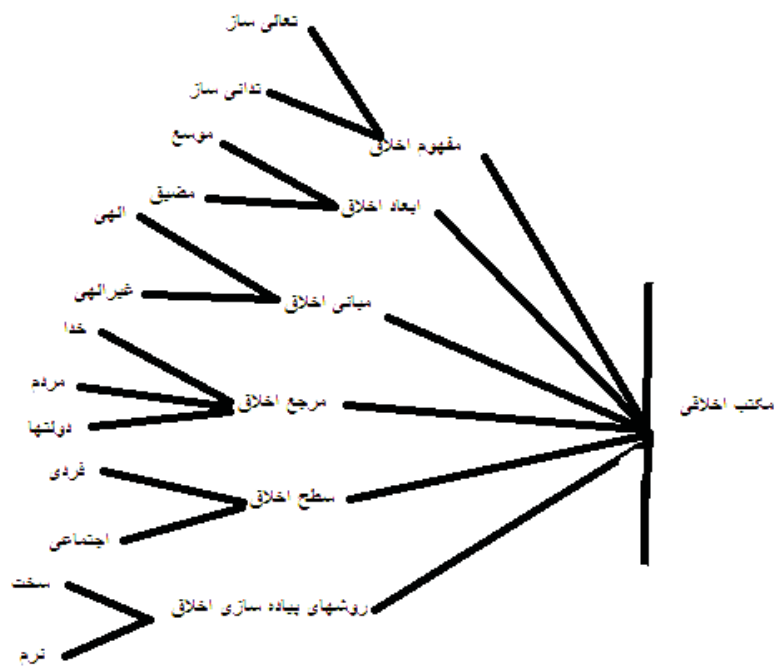 تعالی ساز
تدانی ساز
مفهوم اخلاق
موسع
مضیق
ابعاد اخلاق
الهی
غیرالهی
مبانی اخلاق
خدا
مردم
دولتها
مرجع اخلاق
مکتب اخلاقی
فردی
اجتماعی
سطح اخلاق
سخت
نرم
روشهای پیاده سازی اخلاق